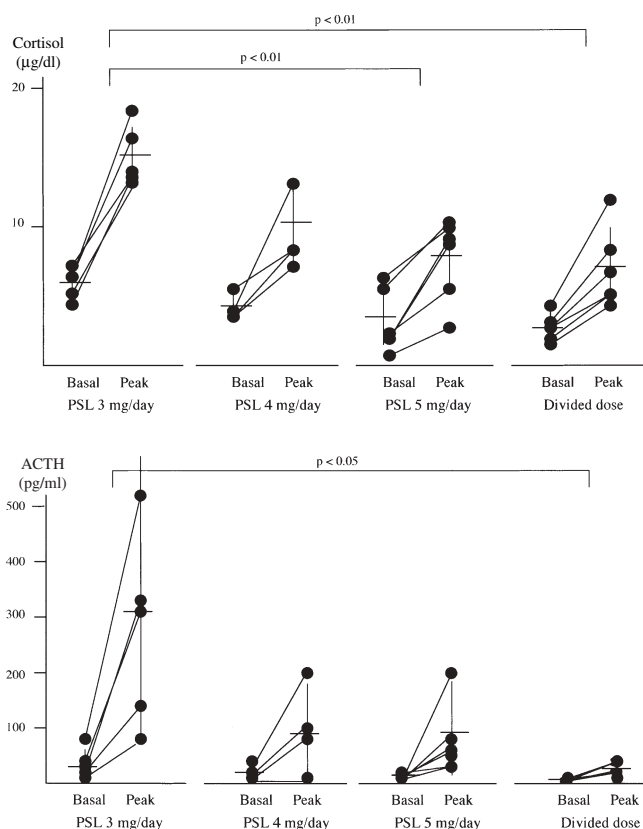 p < 0.01
Cortisol
(µg/dl)
p < 0.01
20
10
Basal Peak Basal Peak Basal Peak Basal Peak
PSL 3 mg/day PSL 4 mg/day PSL 5 mg/day Divided dose
ACTH
(pg/ml)
p < 0.05
500
400
300
200
100
Basal Peak Basal Peak Basal Peak Basal Peak
PSL 3 mg/day PSL 4 mg/day PSL 5 mg/day Divided dose